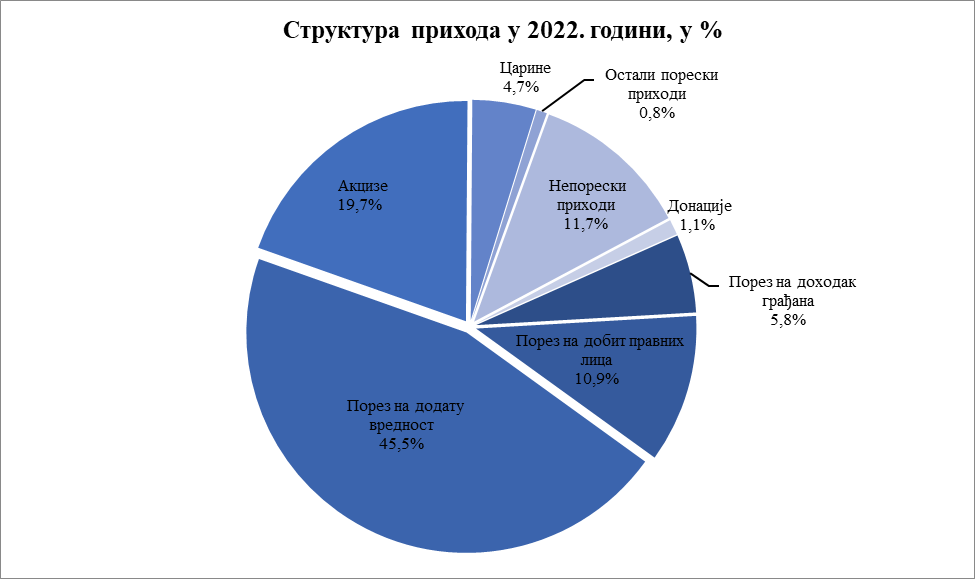 Структура прихода у 2022. години, у %
Царине
4,7%
Остали порески
приходи
0,8%
Непорески
приходи
11,7%
Донације
1,1%
Порез на доходак
грађана
5,8%
Порез на добит правних
лица
10,9%
Порез на додату
вредност
45,5%
Акцизе
19,7%